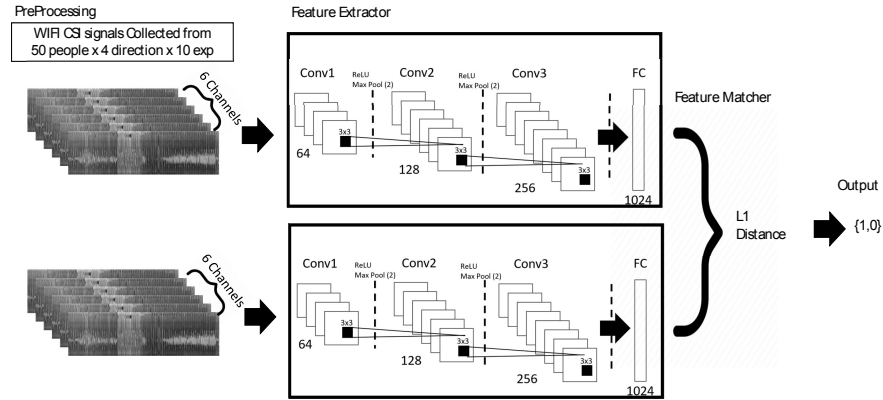 PreProcessing
WIFI CSI signals Collected from
50 people x 4 direction x 10 exp
6 Channels
Feature Extractor
Conv1
ReLU
Max Pool (2)
Conv2
ReLU
Max Pool (2)
Conv3
FC
3x3
3x3
3x3
64
128
256
1024
6 Channels
Conv1
ReLU
Max Pool (2)
Conv2
ReLU
Max Pool (2)
Conv3
FC
3x3
3x3
3x3
64
128
256
1024
Feature Matcher
L1
Distance
Output
{1,0}